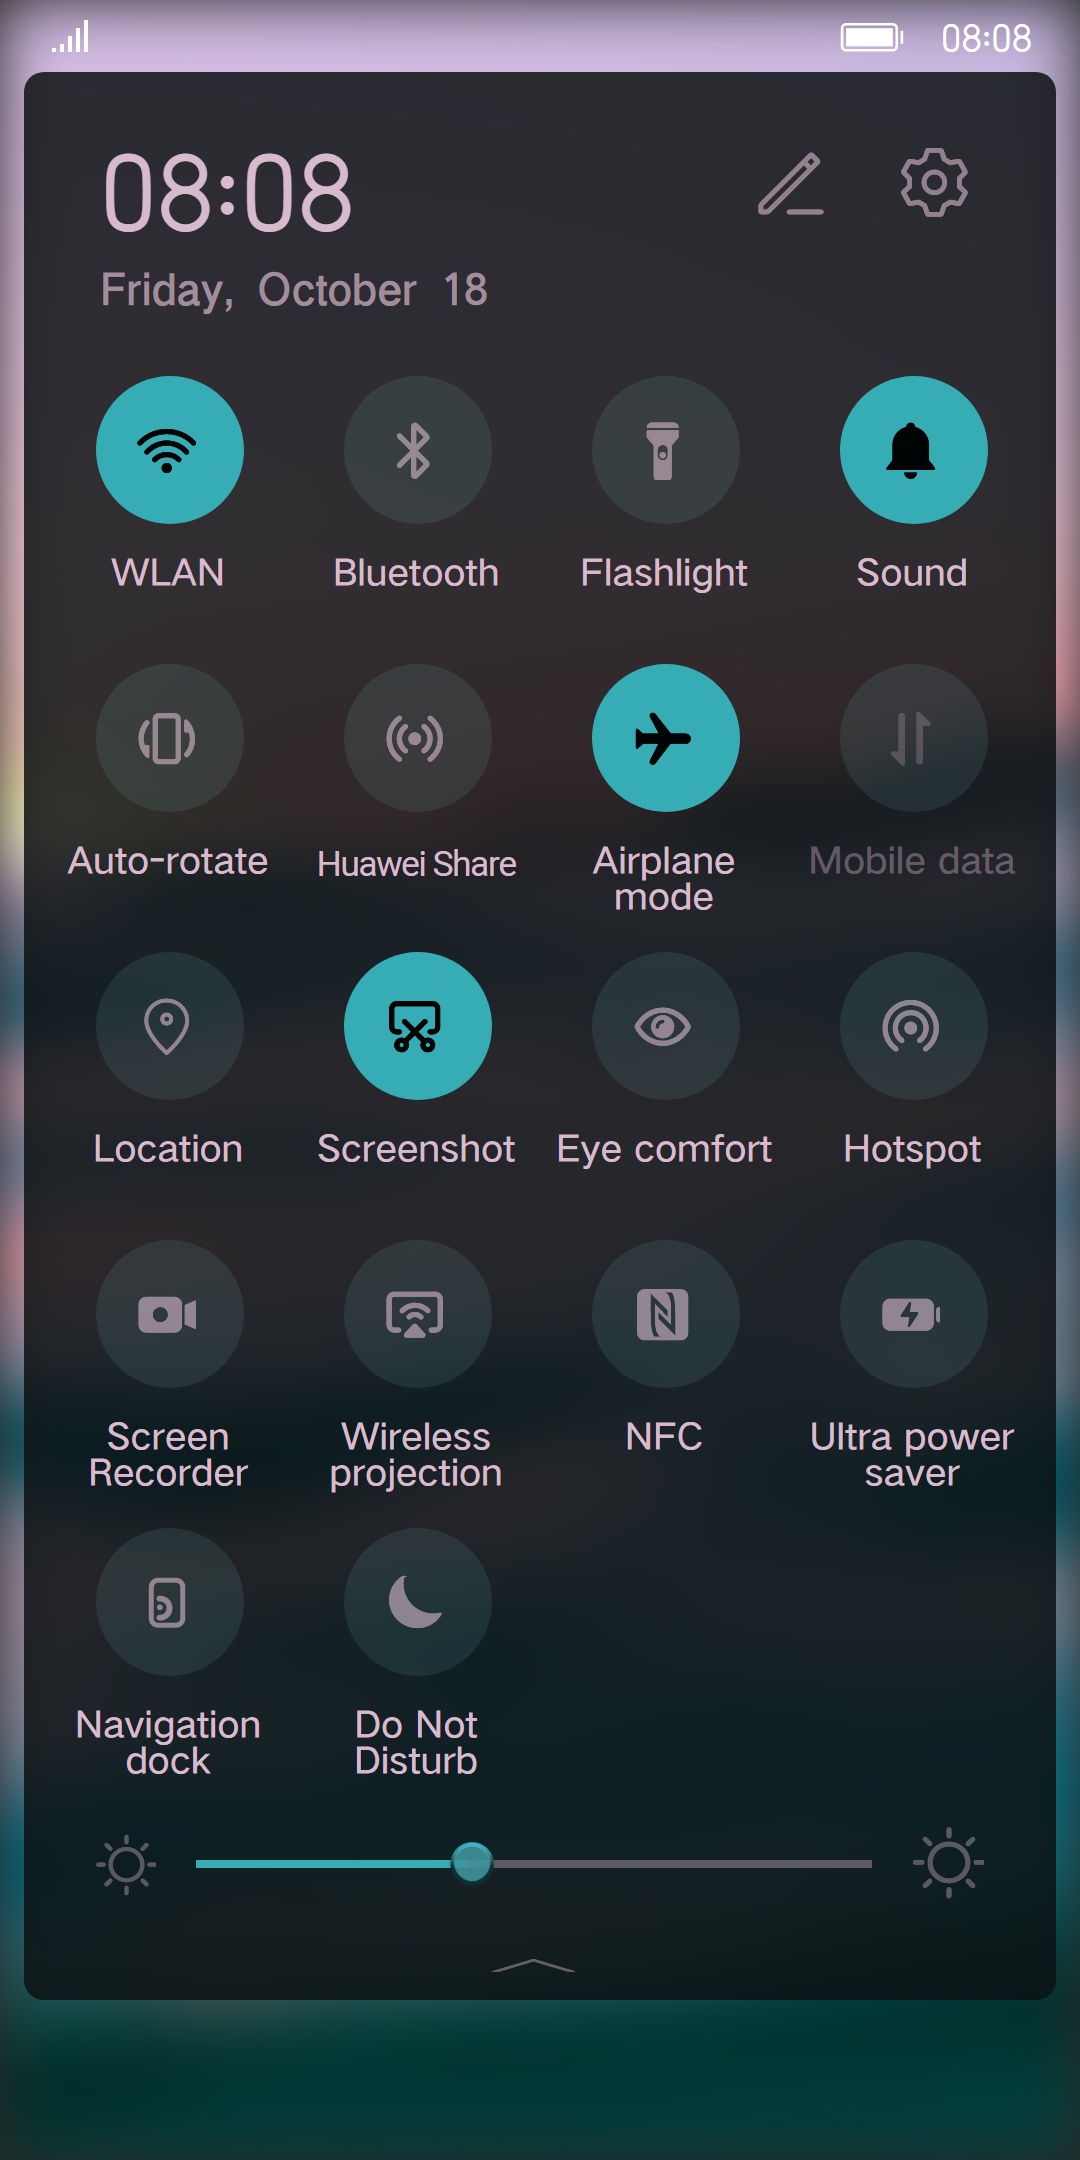 08:08
08:08
Friday, October 18
WLAN
Bluetooth
Flashlight
Sound
Auto-rotate
Huawei Share
Airplane
mode
Mobile data
Location
Screenshot
Eye comfort
Hotspot
Screen
Recorder
Wireless
projection
NFC
Ultra power
saver
Navigation
dock
Do Not
Disturb